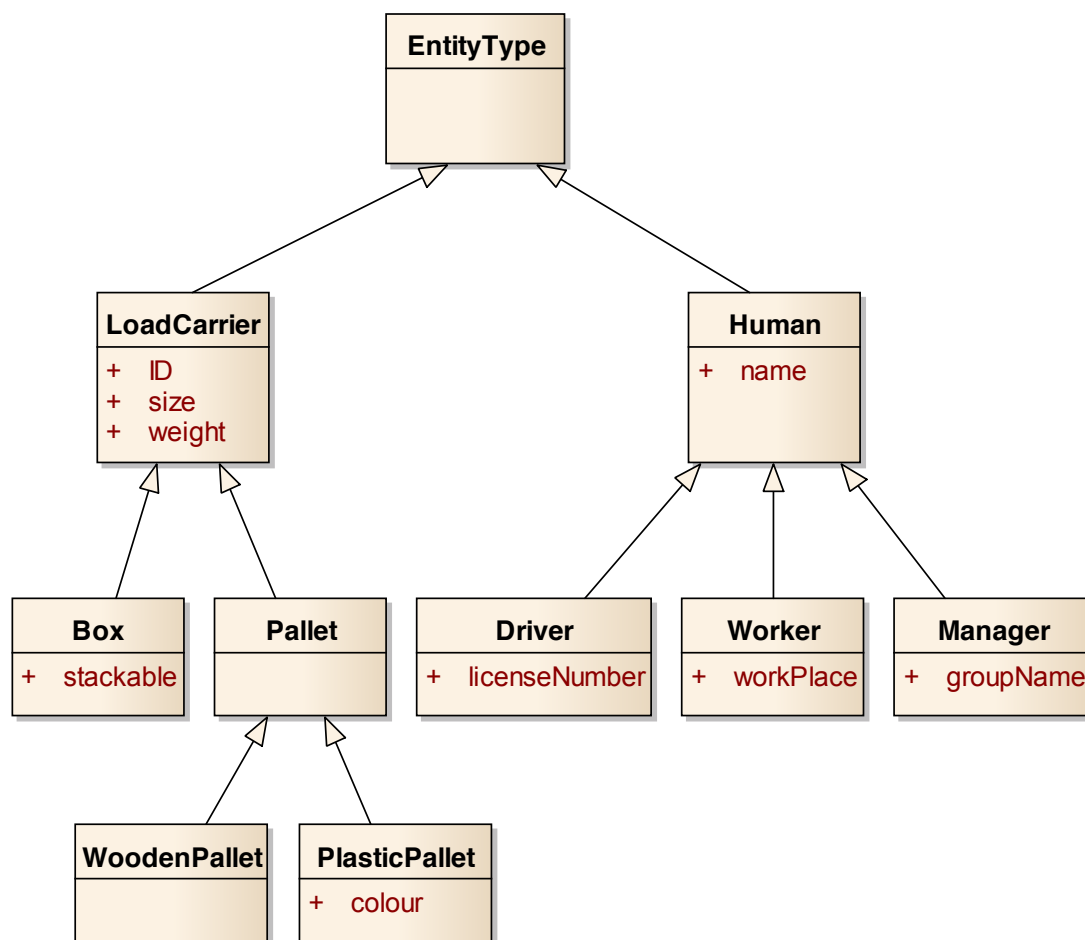 EntityType
LoadCarrier
+ ID
+ size
+ weight
Human
+ name
Box
+ stackable
Pallet
Driver
+ licenseNumber
Worker
+ workPlace
Manager
+ groupName
WoodenPallet
PlasticPallet
+ colour